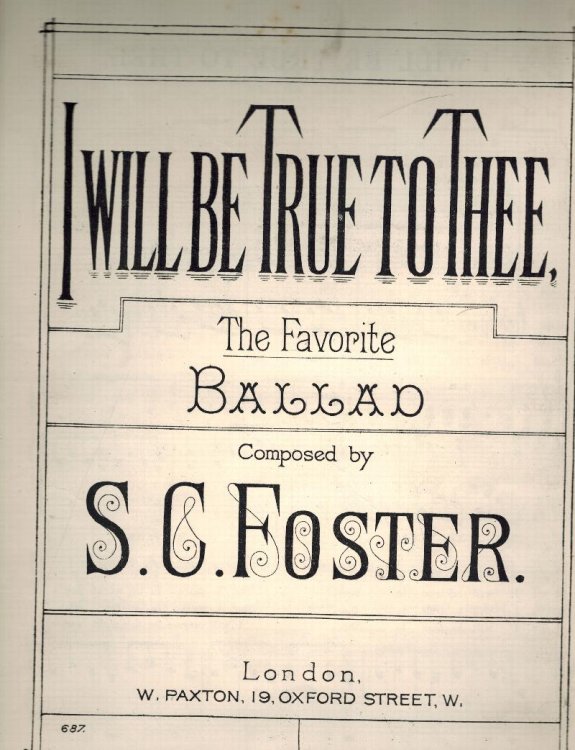 I WILL BE TRUE TO THEE,
The Favorite
BALLAD
Composed by
S. C. FOSTER.
London,
W. PAXTON, 19, OXFORD STREET, W.
687.